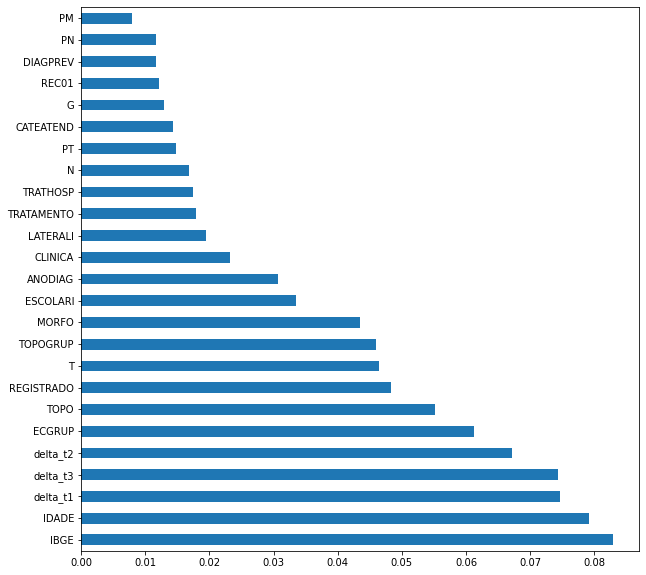 PM
PN
DIAGPREV
REC01
G
CATEATEND
PT
N
TRATHOSP
TRATAMENTO
LATERALI
CLINICA
ANODIAG
ESCOLARI
MORFO
TOPOGRUP
T
REGISTRADO
TOPO
ECGRUP
delta_t2
delta_t3
delta_t1
IDADE
IBGE
0.00 0.01 0.02 0.03 0.04 0.05 0.06 0.07 0.08